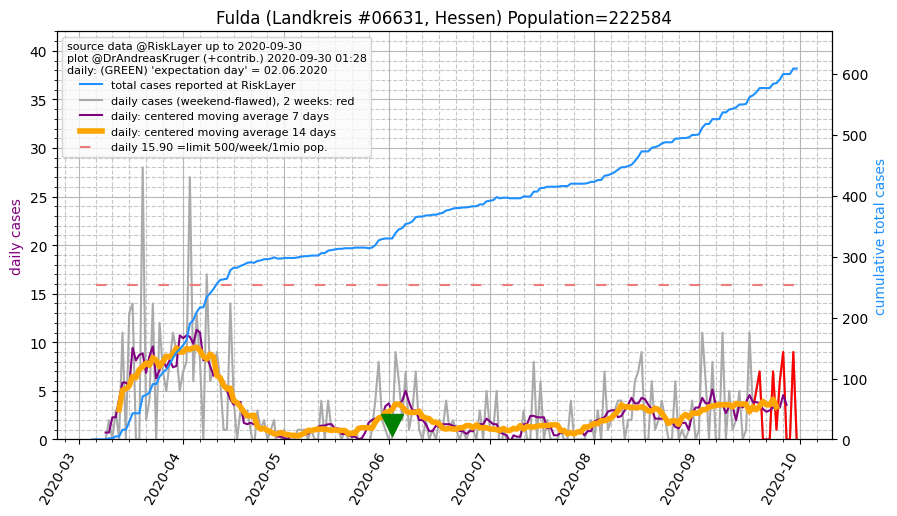 Fulda (Landkreis #06631, Hessen) Population=222584
source data @RiskLayer up to 2020-09-30
plot @DrAndreasKruger (+contrib.) 2020-09-30 01:28
daily: (GREEN) 'expectation day' = 02.06.2020
total cases reported at RiskLayer
daily cases (weekend-flawed), 2 weeks: red
daily: centered moving average 7 days
daily: centered moving average 14 days
daily 15.90 =limit 500/week/1mio pop.
daily cases
40
35
30
25
20
15
10
5
0
cumulative total cases
600
500
400
300
200
100
0
2020-03
2020-04
2020-05
2020-06
2020-07
2020-08
2020-09
2020-10